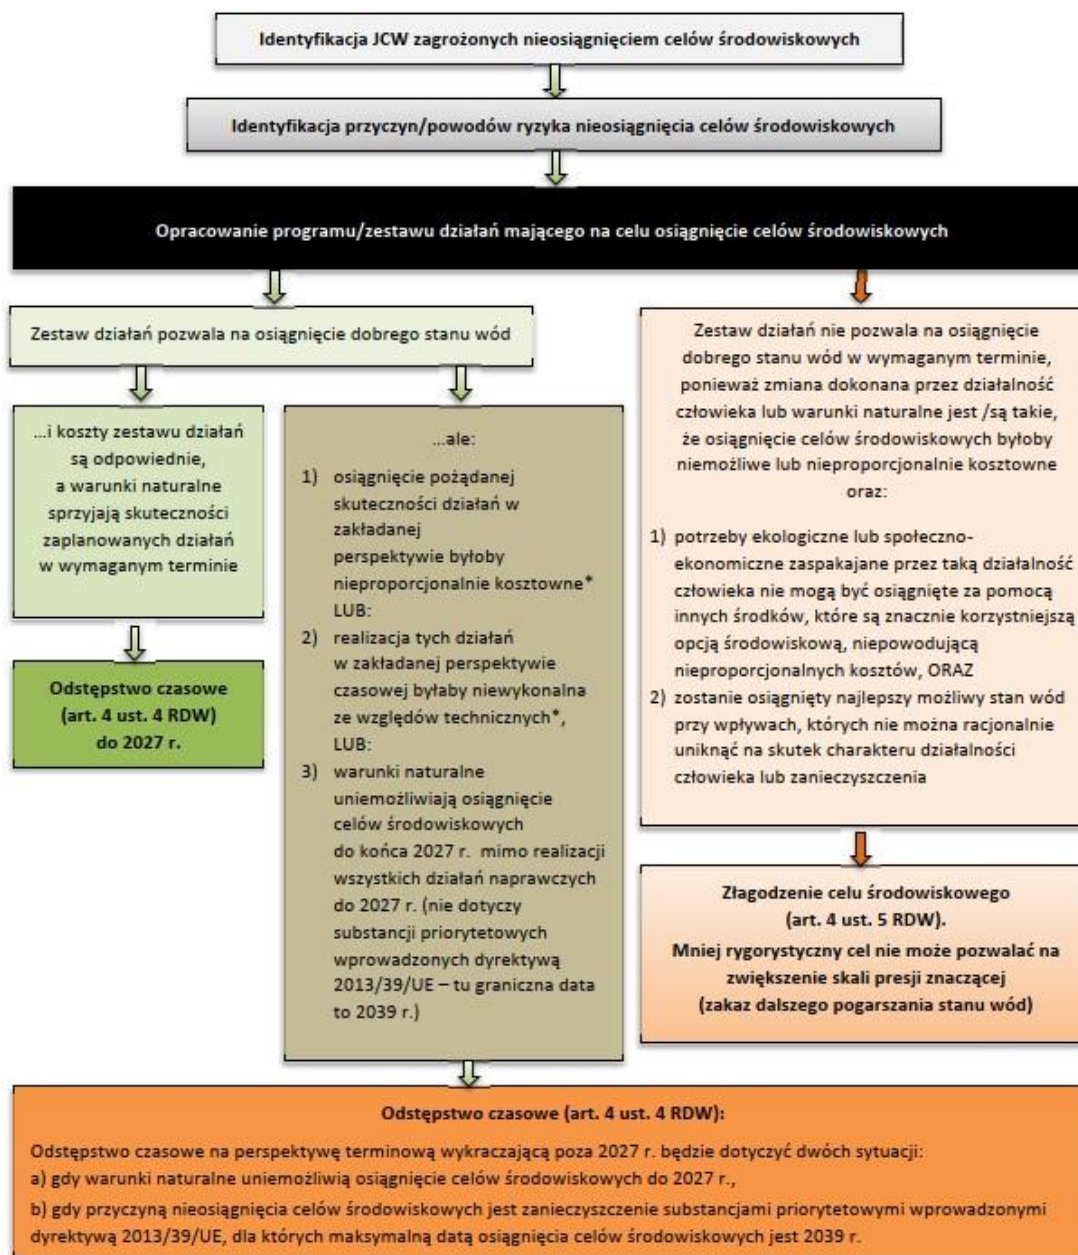 Identyfikacja JCW zagrożonych nieosiągnięciem celów środowiskowych
Identyfikacja przyczyn/powodów ryzyka nieosiągnięcia celów środowiskowych
Opracowanie programu/zestawu działań mającego na celu osiągnięcie celów środowiskowych
Zestaw działań pozwala na osiągnięcie dobrego stanu wód
...i koszty zestawu działań
są odpowiednie,
a warunki naturalne
sprzyjają skuteczności
zaplanowanych działań
w wymaganym terminie
Odstępstwo czasowe
(art. 4 ust. 4 RDW)
do 2027 r.
...ale:
1) osiągnięcie pożądanej
skuteczności działań w
zakładanej
perspektywie byłoby
nieproporcjonalnie kosztowne*
LUB:
2) realizacja tych działań
w zakładanej perspektywie
czasowej byłaby niewykonalna
ze względów technicznych*,
LUB:
3) warunki naturalne
uniemożliwiają osiągnięcie
celów środowiskowych
do końca 2027 r. mimo realizacji
wszystkich działań naprawczych
do 2027 r. (nie dotyczy
substancji priorytetowych
wprowadzonych dyrektywą
2013/39/UE – tu graniczna data
to 2039 r.)
Zestaw działań nie pozwala na osiągnięcie
dobrego stanu wód w wymaganym terminie,
ponieważ zmiana dokonana przez działalność
człowieka lub warunki naturalne jest /są takie,
że osiągnięcie celów środowiskowych byłoby
niemożliwe lub nieproporcjonalnie kosztowne
oraz:
1) potrzeby ekologiczne lub społeczno-
ekonomiczne zaspakajane przez taką działalność
człowieka nie mogą być osiągnięte za pomocą
innych środków, które są znacznie korzystniejszą
opcją środowiskową, niepowodującą
nieproporcjonalnych kosztów, ORAZ
2) zostanie osiągnięty najlepszy możliwy stan wód
przy wpływach, których nie można racjonalnie
uniknąć na skutek charakteru działalności
człowieka lub zanieczyszczenia
Złagodzenie celu środowiskowego
(art. 4 ust. 5 RDW).
Mniej rygorystyczny cel nie może pozwalać na
zwiększenie skali presji znaczącej
(zakaz dalszego pogarszania stanu wód)
Odstępstwo czasowe (art. 4 ust. 4 RDW):
Odstępstwo czasowe na perspektywę terminową wykraczającą poza 2027 r. będzie dotyczyć dwóch sytuacji:
a) gdy warunki naturalne uniemożliwią osiągnięcie celów środowiskowych do 2027 r.,
b) gdy przyczyną nieosiągnięcia celów środowiskowych jest zanieczyszczenie substancjami priorytetowymi wprowadzonymi
dyrektywą 2013/39/UE, dla których maksymalną datą osiągnięcia celów środowiskowych jest 2039 r.